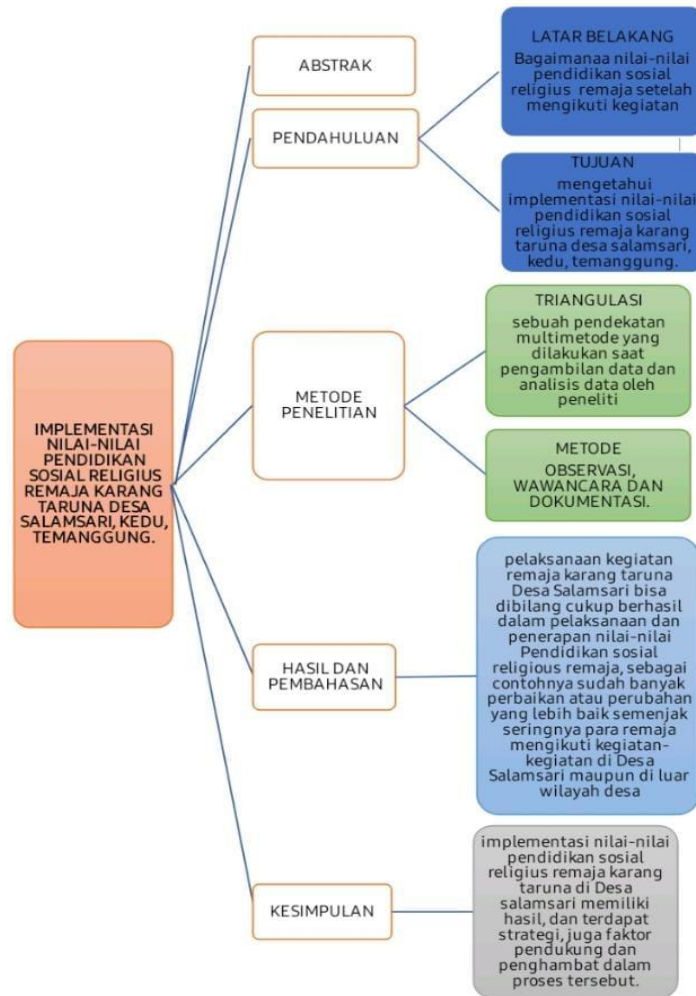 IMPLEMENTASI
NILAI-NILAI
PENDIDIKAN
SOSIAL RELIGIUS
REMAJA KARANG
TARUNA DESA
SALAMSARI, KEDU,
TEMANGGUNG.
ABSTRAK
PENDAHULUAN
LATAR BELAKANG
Bagaimanaa nilai-nilai
pendidikan sosial
religius remaja setelah
mengikuti kegiatan
TUJUAN
mengetahui
implementasi nilai-nilai
pendidikan sosial
religius remaja karang
taruna desa salamsari,
kedu, temanggung.
METODE
PENELITIAN
TRIANGULASI
sebuah pendekatan
multimetode yang
dilakukan saat
pengambilan data dan
analisis data oleh
peneliti
METODE
OBSERVASI,
WAWANCARA DAN
DOKUMENTASI.
HASIL DAN
PEMBAHASAN
pelaksanaan kegiatan
remaja karang taruna
Desa Salamsari bisa
dibilang cukup berhasil
dalam pelaksanaan dan
penerapan nilai-nilai
Pendidikan sosial
religious remaja, sebagai
contohnya sudah banyak
perbaikan atau perubahan
yang lebih baik semenjak
seringnya para remaja
mengikuti kegiatan-
kegiatan di Desa
Salamsari maupun di luar
wilayah desa
KESIMPULAN
implementasi nilai-nilai
pendidikan sosial
religius remaja karang
taruna di Desa
salamsari memiliki
hasil, dan terdapat
strategi, juga faktor
pendukung dan
penghambat dalam
proses tersebut.